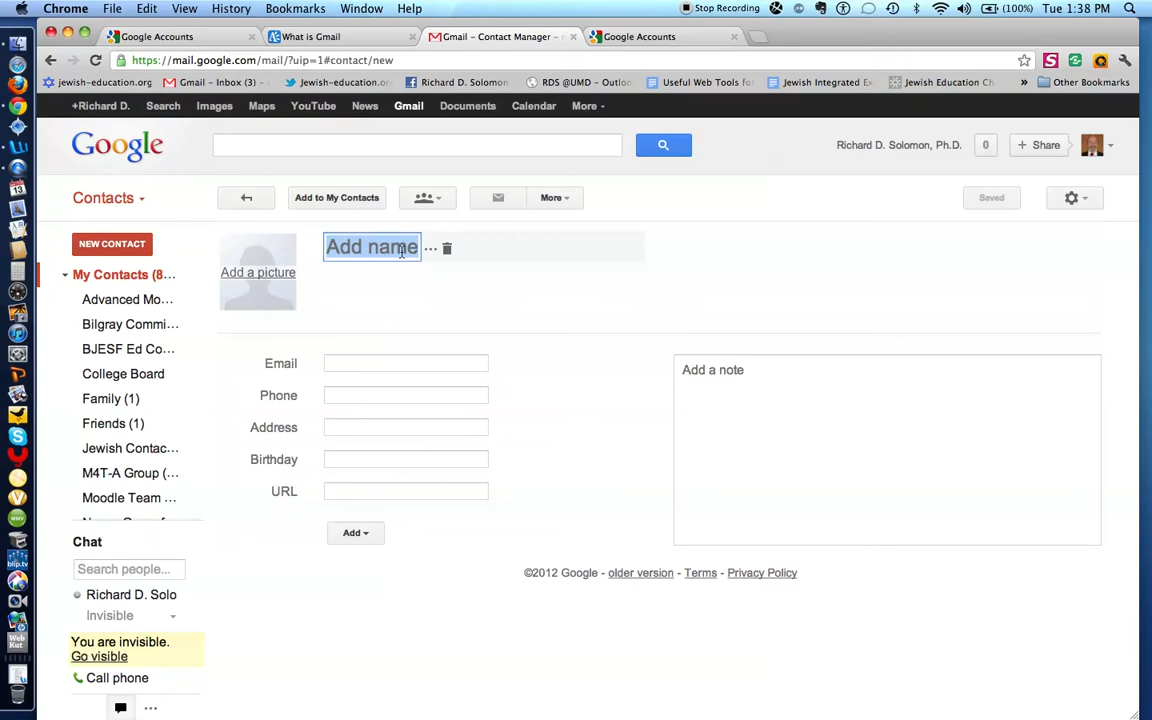 Chrome File Edit View History Bookmarks Window Help Stop Recording (100%) Tue 1:38 PM
Google Accounts What is Gmail Gmail – Contact Manager – Google Accounts
https://mail.google.com/mail/?uip=1#contact/new
jewish-education.org Gmail – Inbox (3) – Jewish-education.org Richard D. Solomon RDS @UMD – Outlo Useful Web Tools fo Jewish Integrated Jewish Education Ch » Other Bookmarks
+Richard D. Search Images Maps YouTube News Gmail Documents Calendar More
Google Richard D. Solomon, Ph.D. 0 + Share
Contacts Add to My Contacts More Saved
NEW CONTACT
Add name ...
Add a picture
My Contacts (8...
Advanced Mo...
Bilgray Commi...
BJESF Ed Co...
College Board
Family (1)
Friends (1)
Jewish Contac...
M4T-A Group (...
Moodle Team ...
Email
Phone
Address
Birthday
URL
Add
Add a note
©2012 Google - older version - Terms - Privacy Policy
Chat
Search people...
Richard D. Solo
Invisible
You are invisible.
Go visible
Call phone
...